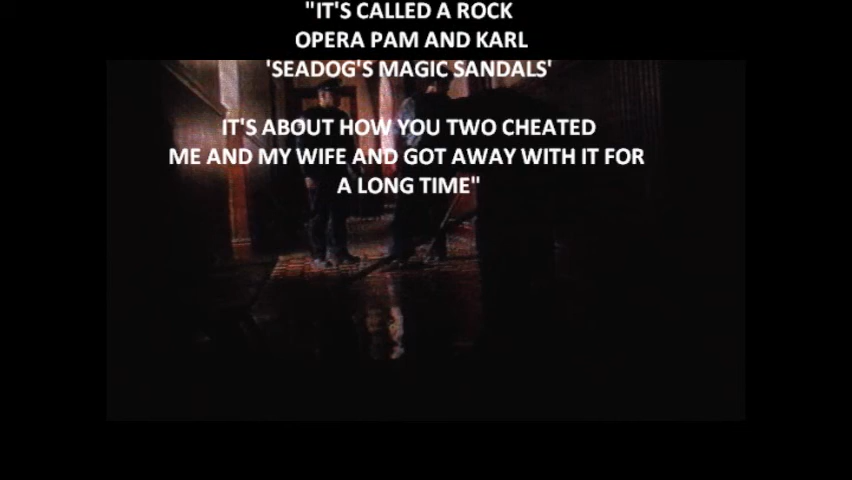 "IT'S CALLED A ROCK
OPERA PAM AND KARL
'SEADOG'S MAGIC SANDALS'
IT'S ABOUT HOW YOU TWO CHEATED
ME AND MY WIFE AND GOT AWAY WITH IT FOR
A LONG TIME"